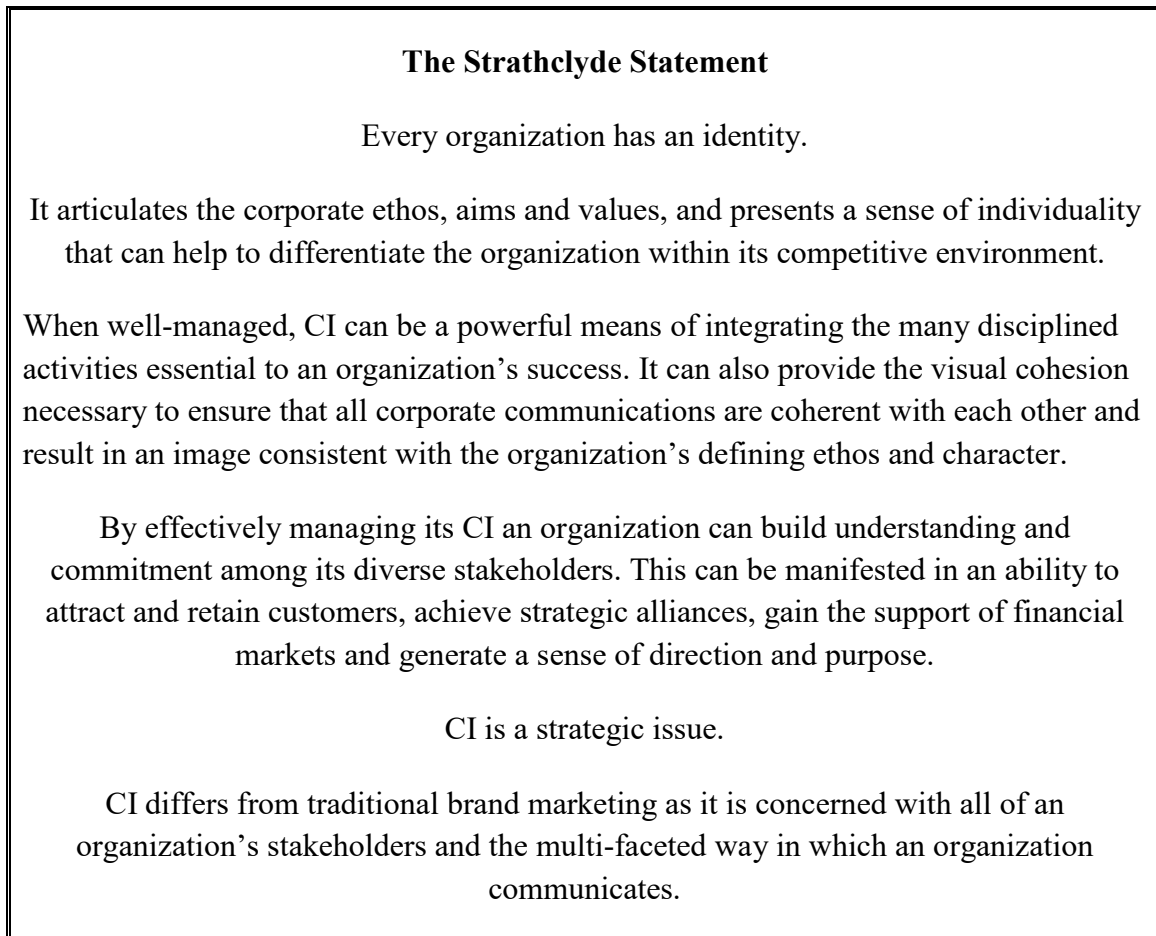 The Strathclyde Statement
Every organization has an identity.
It articulates the corporate ethos, aims and values, and presents a sense of individuality
that can help to differentiate the organization within its competitive environment.
When well-managed, CI can be a powerful means of integrating the many disciplined
activities essential to an organization’s success. It can also provide the visual cohesion
necessary to ensure that all corporate communications are coherent with each other and
result in an image consistent with the organization’s defining ethos and character.
By effectively managing its CI an organization can build understanding and
commitment among its diverse stakeholders. This can be manifested in an ability to
attract and retain customers, achieve strategic alliances, gain the support of financial
markets and generate a sense of direction and purpose.
CI is a strategic issue.
CI differs from traditional brand marketing as it is concerned with all of an
organization’s stakeholders and the multi-faceted way in which an organization
communicates.